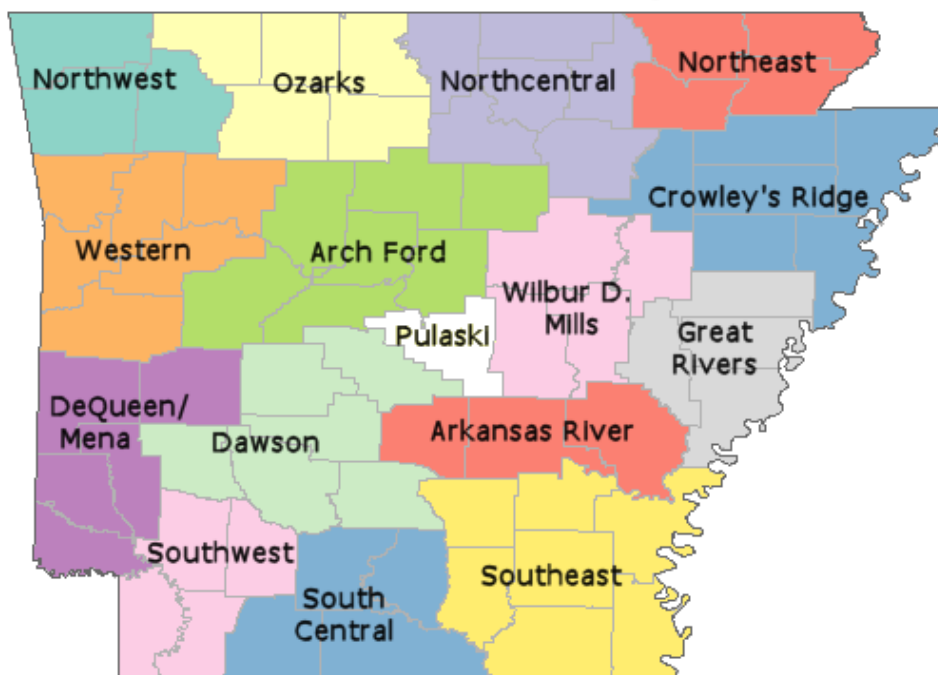 Northwest
Ozarks
Northcentral
Northeast
Crowley's Ridge
Western
Arch Ford
Wilbur D.
Mills
Pulaski
Great
Rivers
DeQueen/
Mena
Dawson
Arkansas River
Southwest
South
Central
Southeast